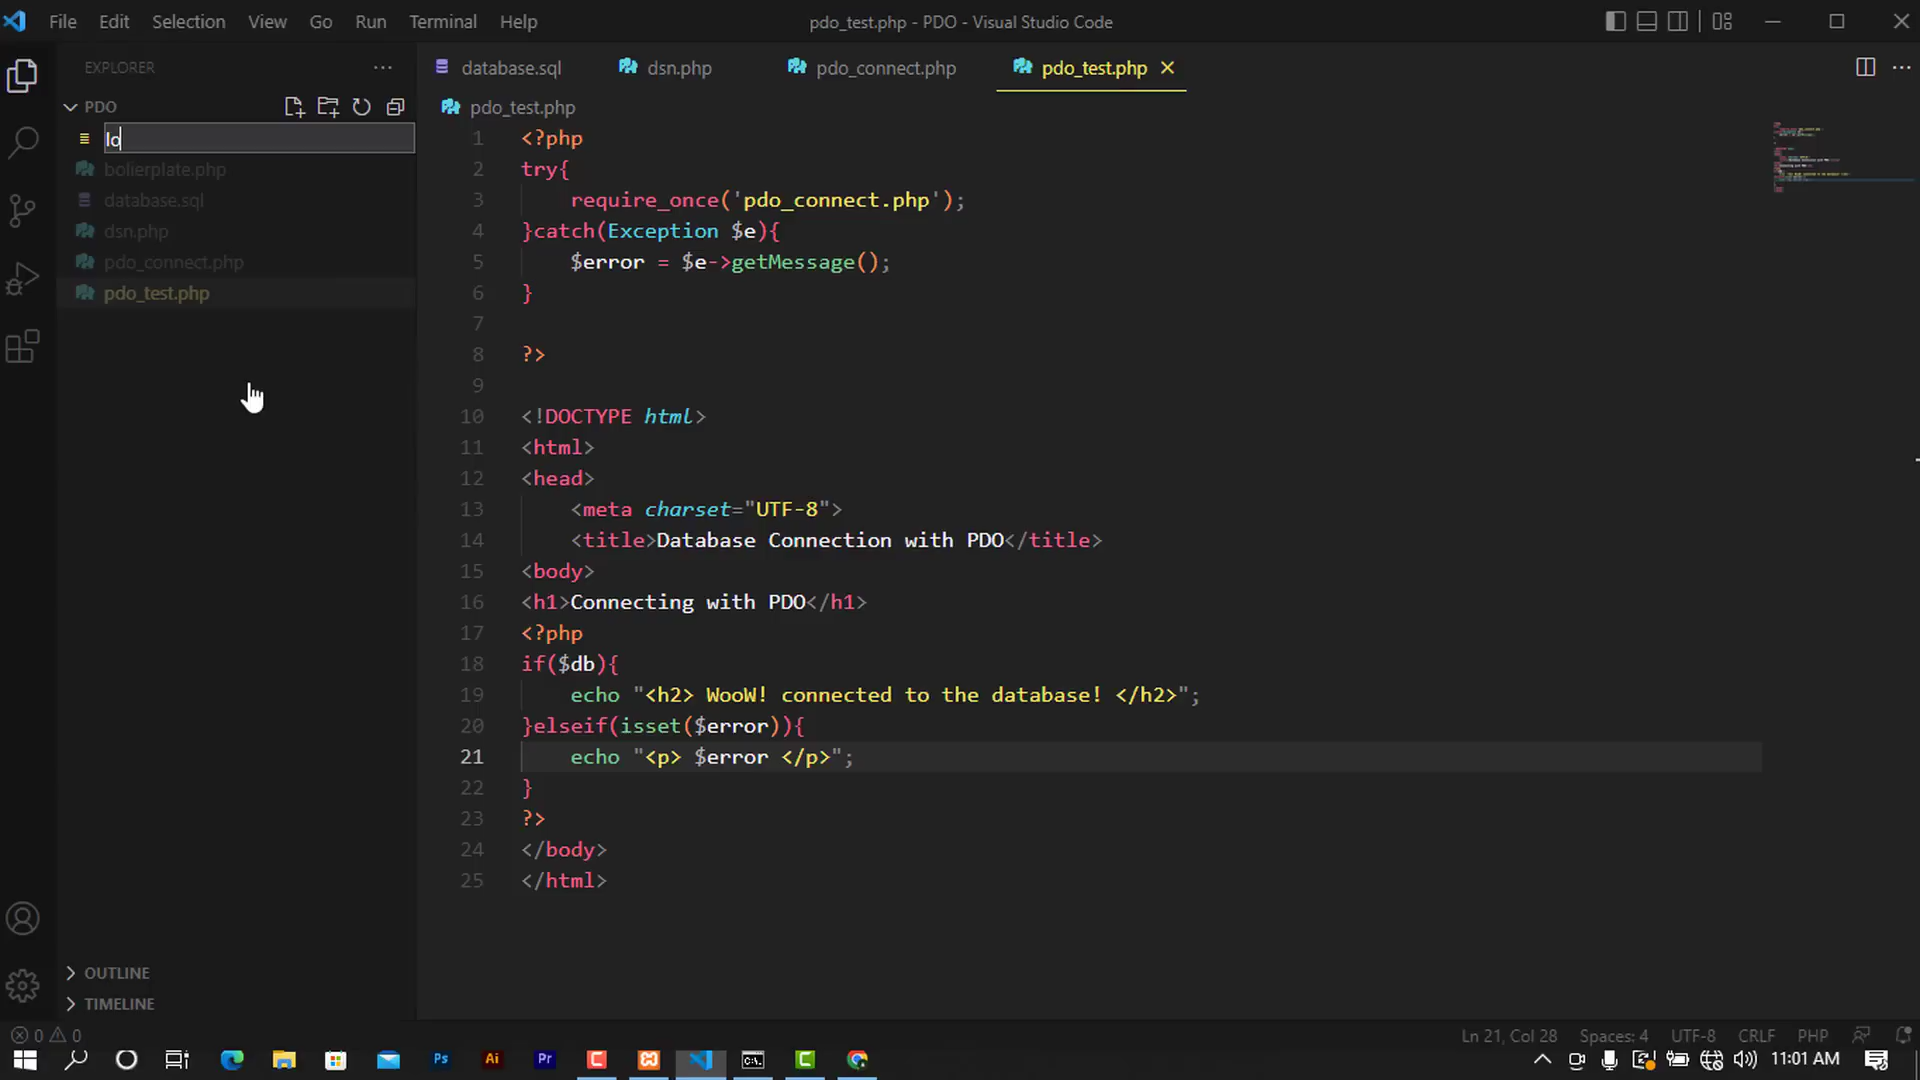 File Edit Selection View Go Run Terminal Help
pdo_test.php - PDO - Visual Studio Code
EXPLORER
PDO
lo
bolierplate.php
database.sql
dsn.php
pdo_connect.php
pdo_test.php
OUTLINE
TIMELINE
database.sql dsn.php pdo_connect.php pdo_test.php
pdo_test.php
1 <?php
2 try{
3 require_once('pdo_connect.php');
4 }catch(Exception $e){
5 $error = $e->getMessage();
6 }
7
8 ?>
9
10 <!DOCTYPE html>
11 <html>
12 <head>
13 <meta charset="UTF-8">
14 <title>Database Connection with PDO</title>
15 <body>
16 <h1>Connecting with PDO</h1>
17 <?php
18 if($db){
19 echo "<h2> WooW! connected to the database! </h2>";
20 }elseif(isset($error)){
21 echo "<p> $error </p>";
22 }
23 ?>
24 </body>
25 </html>
0 0
Ln 21, Col 28 Spaces: 4 UTF-8 CRLF PHP
Ps Ai Pr
11:01 AM